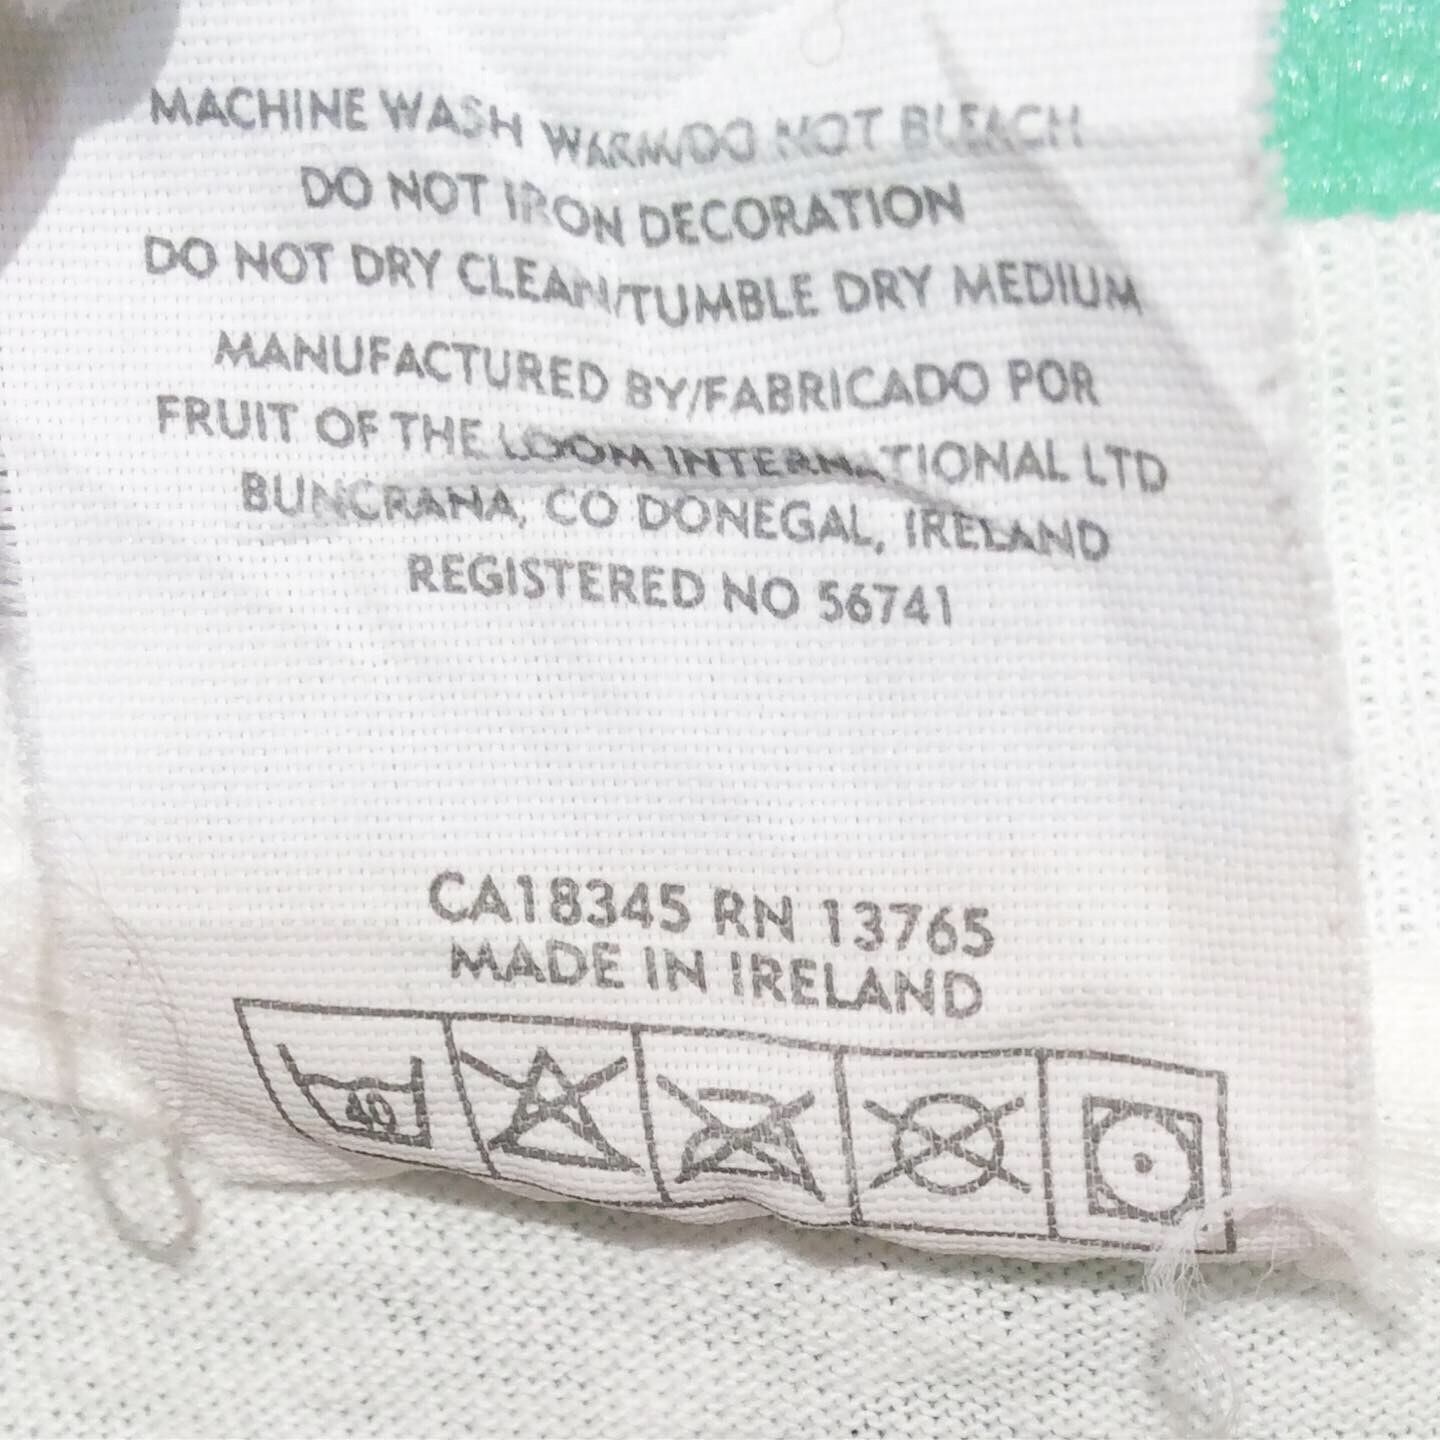 MACHINE WASH WARM/DO NOT BLEACH
DO NOT IRON DECORATION
DO NOT DRY CLEAN/TUMBLE DRY MEDIUM
MANUFACTURED BY/FABRICADO POR
FRUIT OF THE LOOM INTERNATIONAL LTD
BUNCRANA, CO DONEGAL, IRELAND
REGISTERED NO 56741
CA18345 RN 13765
MADE IN IRELAND
40